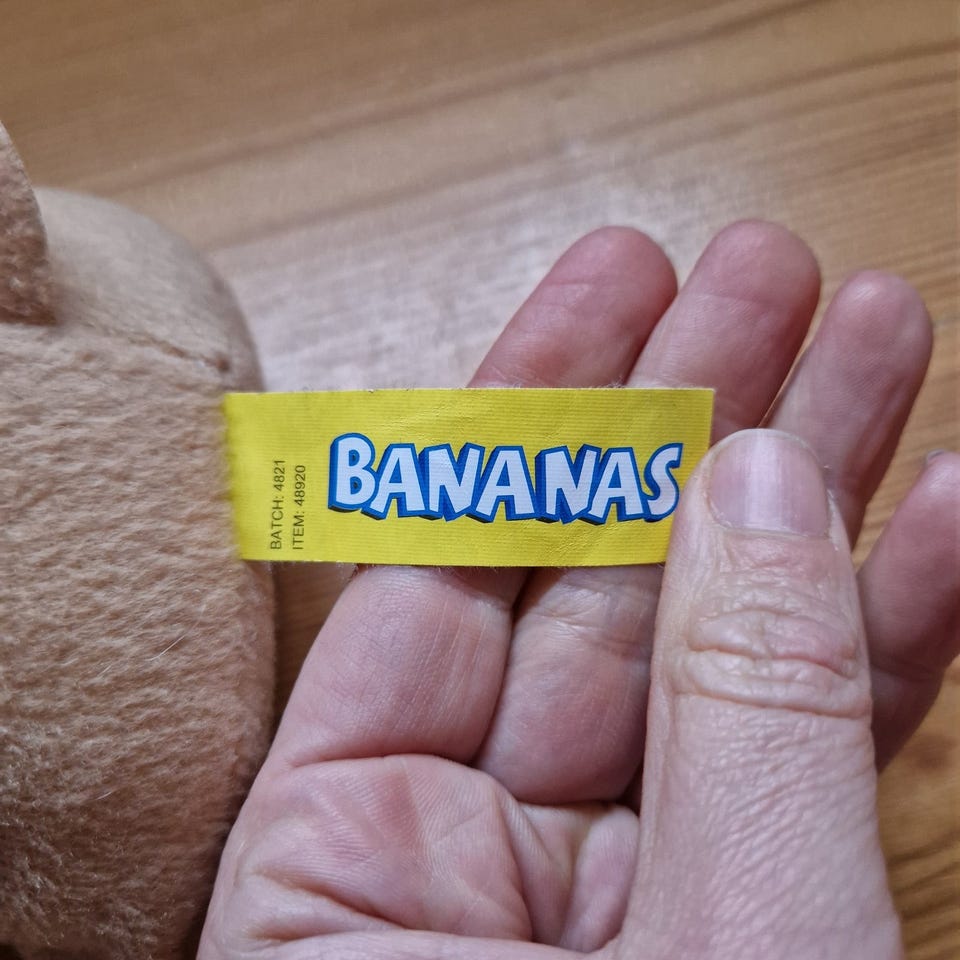 BANANAS
BATCH: 4821
ITEM: 48920